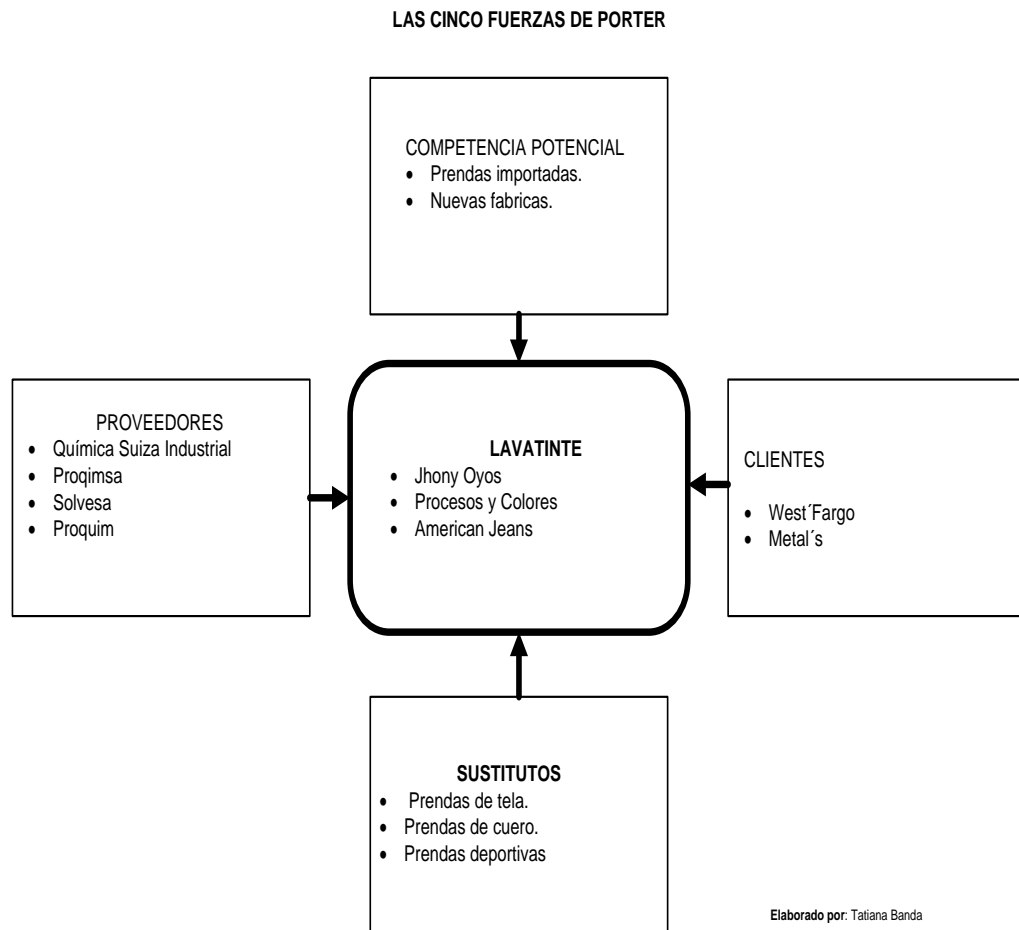 LAS CINCO FUERZAS DE PORTER
COMPETENCIA POTENCIAL
• Prendas importadas.
• Nuevas fabricas.
PROVEEDORES
• Química Suiza Industrial
• Proqimsa
• Solvesa
• Proquim
LAVATINTE
• Jhony Oyos
• Procesos y Colores
• American Jeans
CLIENTES
• West´Fargo
• Metal´s
SUSTITUTOS
• Prendas de tela.
• Prendas de cuero.
• Prendas deportivas
Elaborado por: Tatiana Banda